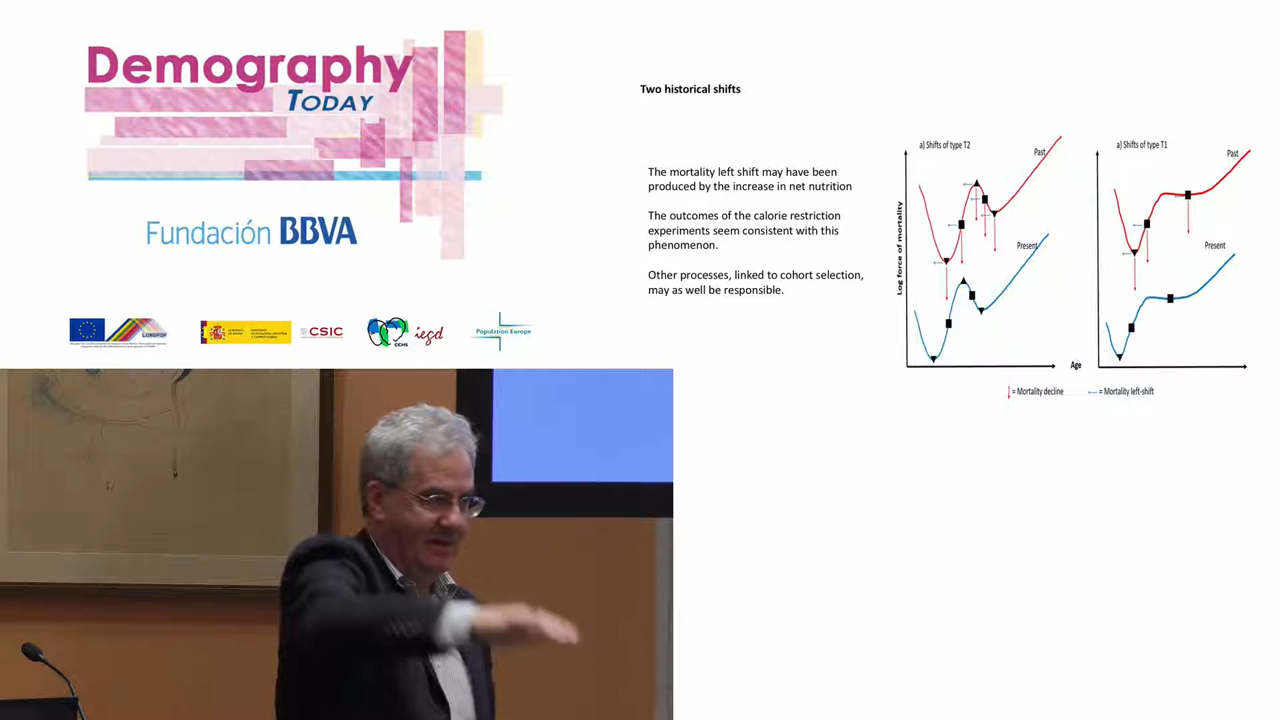 Demography
TODAY
Fundación BBVA
LONGPOP
CSIC
CCHS
iegd
Population Europe
Two historical shifts
The mortality left shift may have been
produced by the increase in net nutrition
The outcomes of the calorie restriction
experiments seem consistent with this
phenomenon.
Other processes, linked to cohort selection,
may as well be responsible.
a) Shifts of type T2
Past
Present
Log force of mortality
a) Shifts of type T1
Past
Present
Age
= Mortality decline
= Mortality left-shift